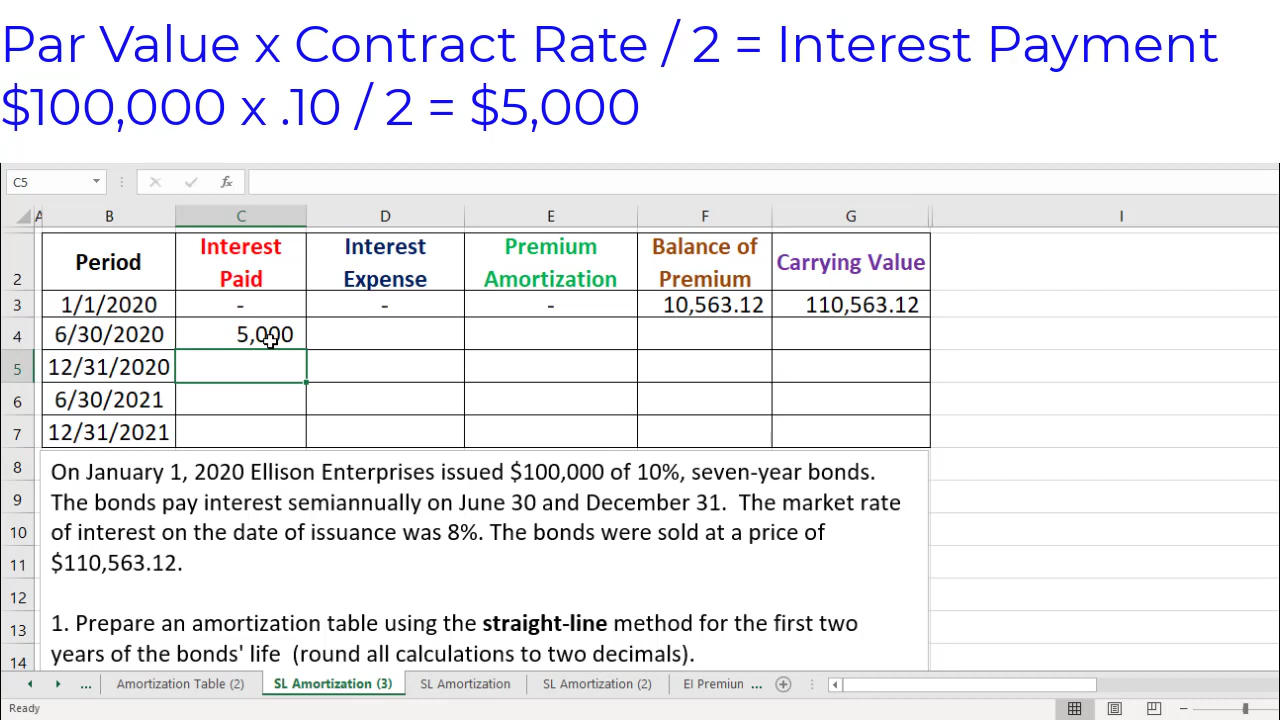 Par Value x Contract Rate / 2 = Interest Payment
$100,000 x .10 / 2 = $5,000
C5
fx
A B C D E F G I
2 Period Interest Paid Interest Expense Premium Amortization Balance of Premium Carrying Value
3 1/1/2020 - - - 10,563.12 110,563.12
4 6/30/2020 5,000
5 12/31/2020
6 6/30/2021
7 12/31/2021
8 On January 1, 2020 Ellison Enterprises issued $100,000 of 10%, seven-year bonds.
9 The bonds pay interest semiannually on June 30 and December 31. The market rate
10 of interest on the date of issuance was 8%. The bonds were sold at a price of
11 $110,563.12.
12
13 1. Prepare an amortization table using the straight-line method for the first two
14 years of the bonds' life (round all calculations to two decimals).
... Amortization Table (2) SL Amortization (3) SL Amortization SL Amortization (2) EI Premiun ...
Ready